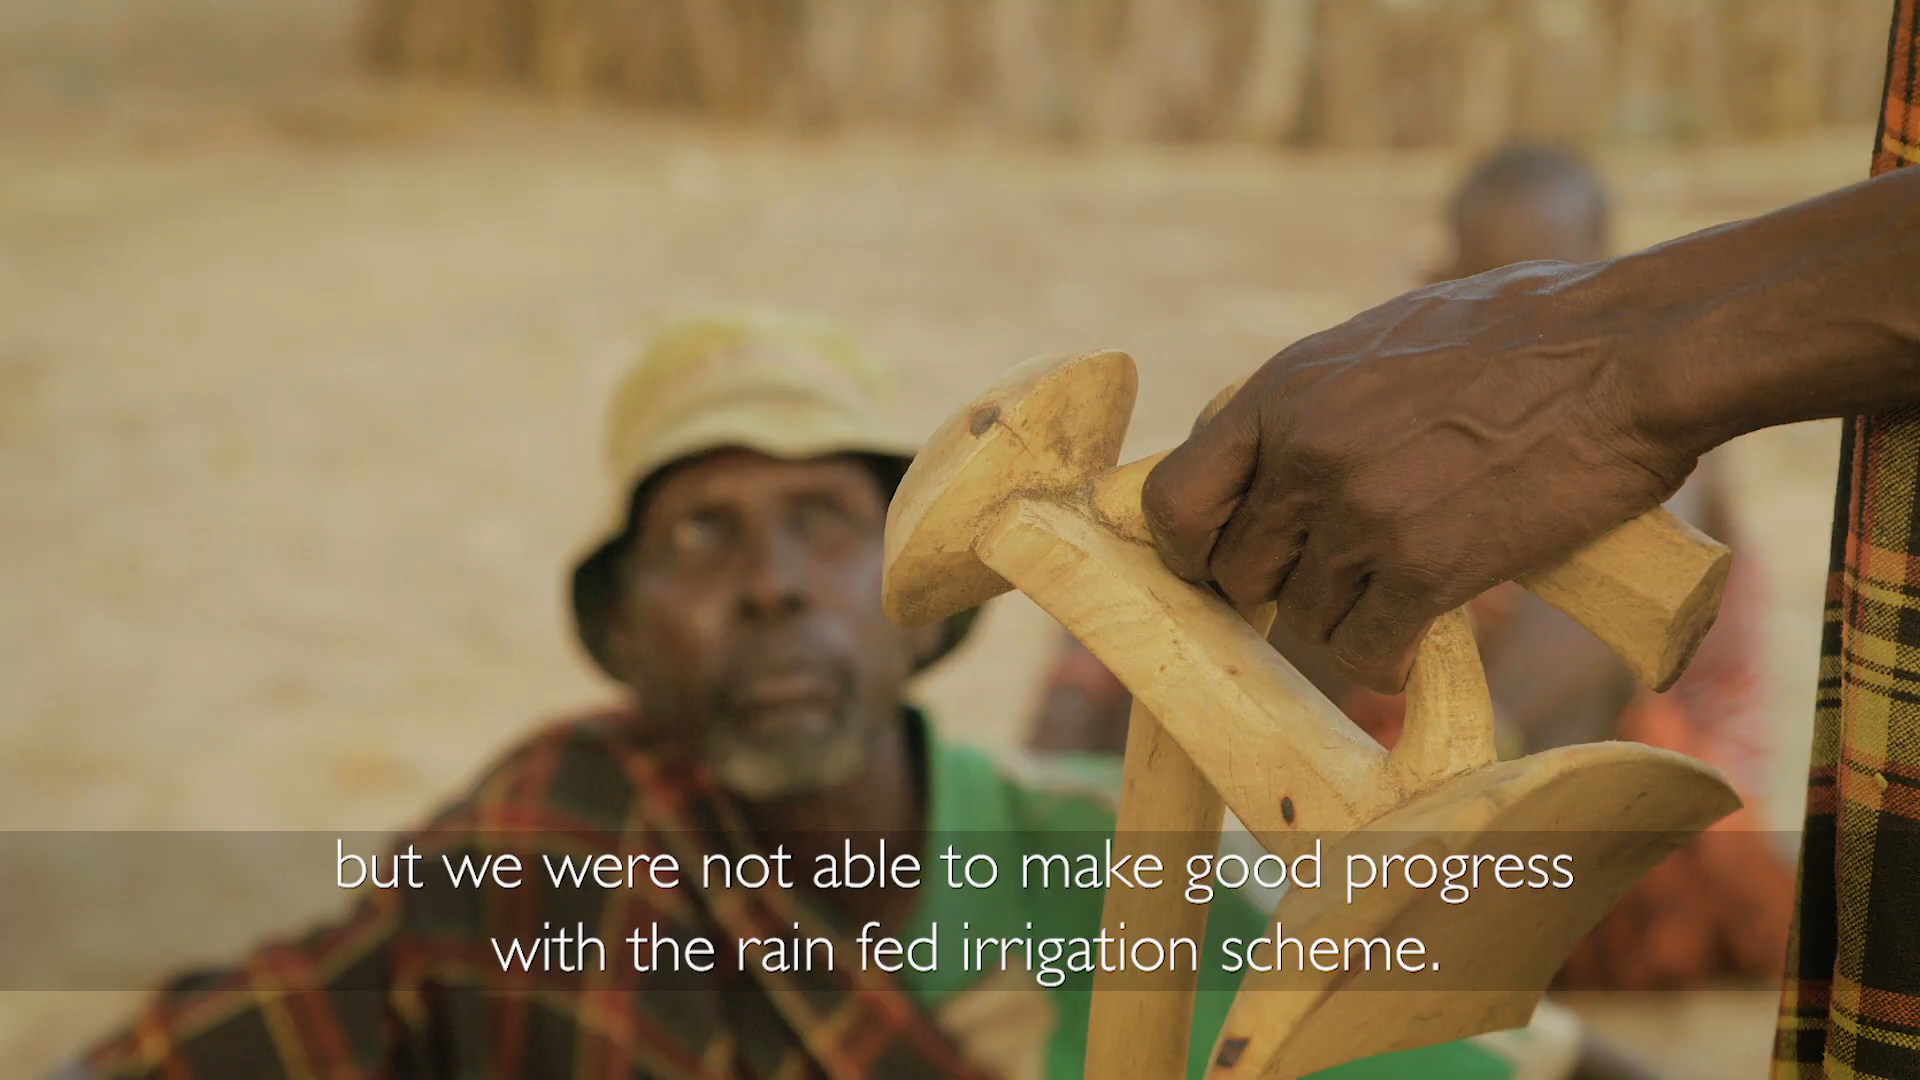 but we were not able to make good progress
with the rain fed irrigation scheme.